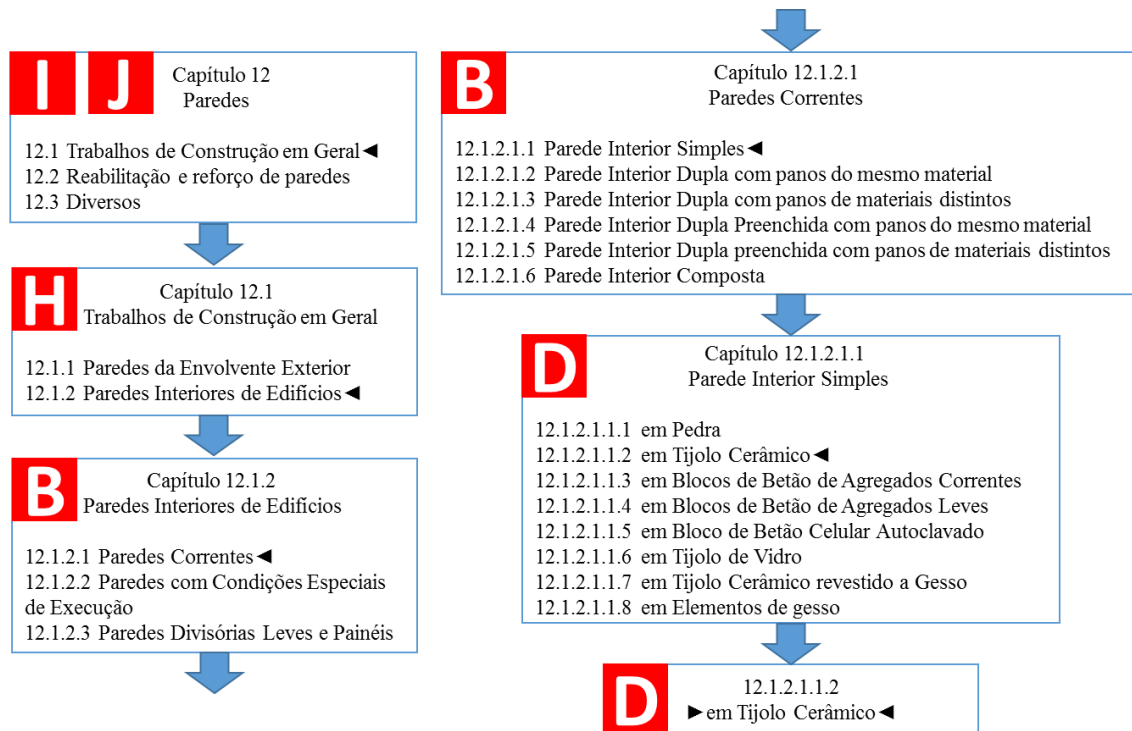 I J
Capítulo 12
Paredes
12.1 Trabalhos de Construção em Geral◄
12.2 Reabilitação e reforço de paredes
12.3 Diversos
H
Capítulo 12.1
Trabalhos de Construção em Geral
12.1.1 Paredes da Envolvente Exterior
12.1.2 Paredes Interiores de Edifícios◄
B
Capítulo 12.1.2
Paredes Interiores de Edifícios
12.1.2.1 Paredes Correntes◄
12.1.2.2 Paredes com Condições Especiais
de Execução
12.1.2.3 Paredes Divisórias Leves e Painéis
B
Capítulo 12.1.2.1
Paredes Correntes
12.1.2.1.1 Parede Interior Simples◄
12.1.2.1.2 Parede Interior Dupla com panos do mesmo material
12.1.2.1.3 Parede Interior Dupla com panos de materiais distintos
12.1.2.1.4 Parede Interior Dupla Preenchida com panos do mesmo material
12.1.2.1.5 Parede Interior Dupla preenchida com panos de materiais distintos
12.1.2.1.6 Parede Interior Composta
D
Capítulo 12.1.2.1.1
Parede Interior Simples
12.1.2.1.1.1 em Pedra
12.1.2.1.1.2 em Tijolo Cerâmico◄
12.1.2.1.1.3 em Blocos de Betão de Agregados Correntes
12.1.2.1.1.4 em Blocos de Betão de Agregados Leves
12.1.2.1.1.5 em Bloco de Betão Celular Autoclavado
12.1.2.1.1.6 em Tijolo de Vidro
12.1.2.1.1.7 em Tijolo Cerâmico revestido a Gesso
12.1.2.1.1.8 em Elementos de gesso
D
12.1.2.1.1.2
►em Tijolo Cerâmico◄